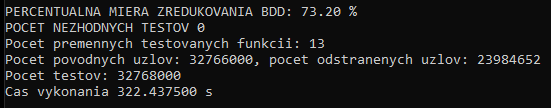 PERCENTUALNA MIERA ZREDUKOVANIA BDD: 73.20 %
POCET NEZHODNYCH TESTOV 0
Pocet premennych testovanych funkcii: 13
Pocet povodnych uzlov: 32766000, pocet odstranenych uzlov: 23984652
Pocet testov: 32768000
Cas vykonania 322.437500 s